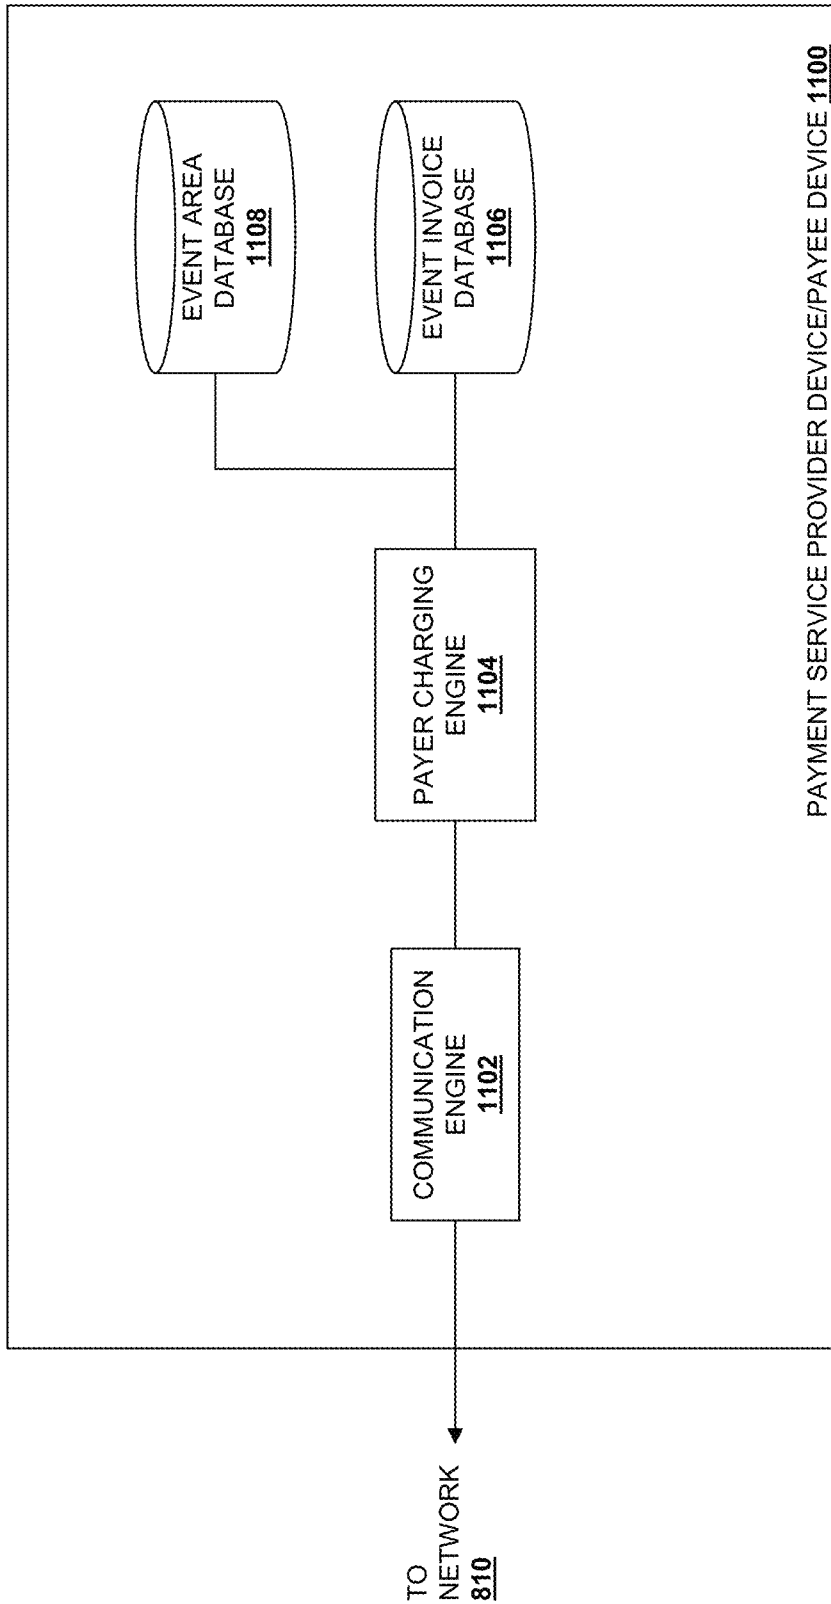 TO
NETWORK
810
COMMUNICATION
ENGINE
1102
PAYER CHARGING
ENGINE
1104
EVENT AREA
DATABASE
1108
EVENT INVOICE
DATABASE
1106
PAYMENT SERVICE PROVIDER DEVICE/PAYEE DEVICE 1100